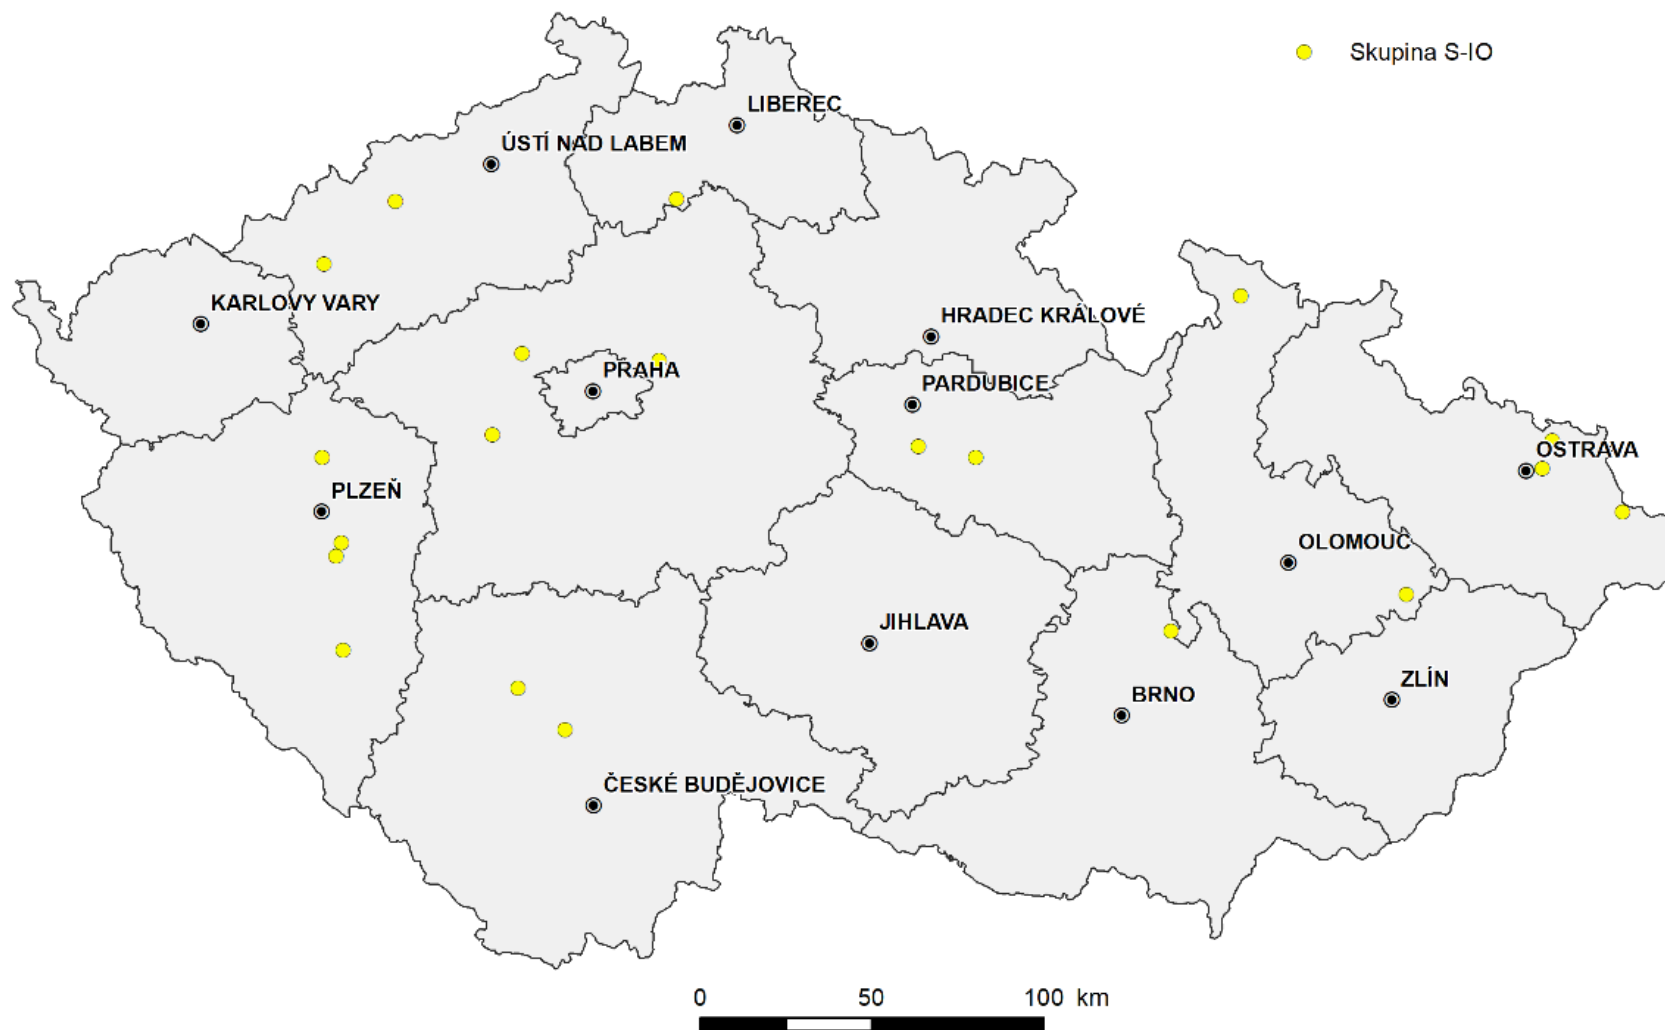 Skupina S-IO
LIBEREC
ÚSTÍ NAD LABEM
KARLOVY VARY
HRADEC KRÁLOVÉ
PRAHA
PARDUBICE
OSTRAVA
PLZEŇ
OLOMOUC
JIHLAVA
ZLÍN
BRNO
ČESKÉ BUDĚJOVICE
0 50 100 km